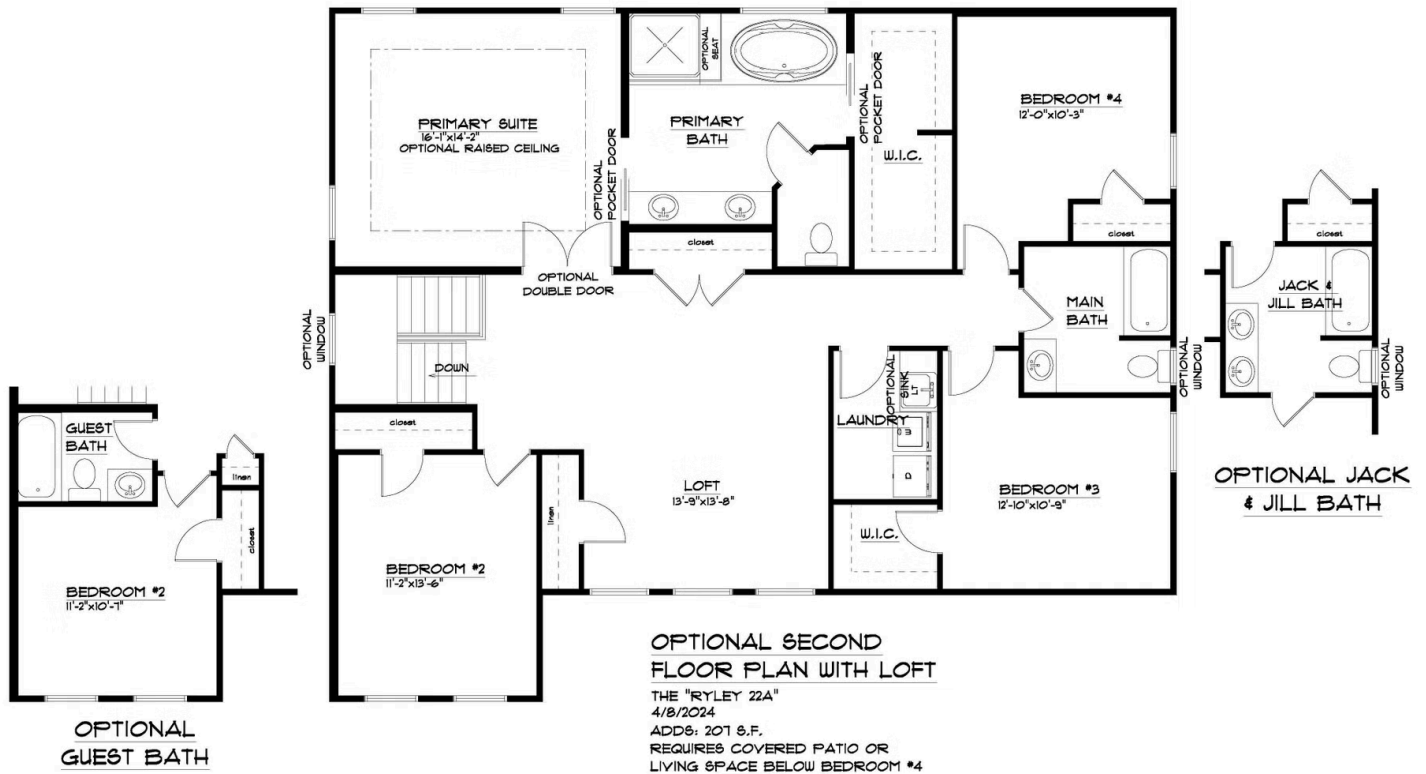 PRIMARY SUITE
16'-1"x14'-2"
OPTIONAL RAISED CEILING
OPTIONAL
POCKET DOOR
OPTIONAL
DOUBLE DOOR
OPTIONAL
SEAT
PRIMARY
BATH
OPTIONAL
POCKET DOOR
W.I.C.
closet
BEDROOM #4
12'-0"x10'-3"
closet
MAIN
BATH
OPTIONAL
WINDOW
closet
JACK &
JILL BATH
OPTIONAL
WINDOW
OPTIONAL JACK
& JILL BATH
OPTIONAL
WINDOW
DOWN
closet
BEDROOM #2
11'-2"x13'-6"
linen
LOFT
13'-9"x13'-8"
LAUNDRY
OPTIONAL
SINK
LT
W
D
W.I.C.
BEDROOM #3
12'-10"x10'-9"
GUEST
BATH
linen
closet
BEDROOM #2
11'-2"x10'-7"
OPTIONAL
GUEST BATH
OPTIONAL SECOND
FLOOR PLAN WITH LOFT
THE "RYLEY 22A"
4/8/2024
ADDS: 207 S.F.
REQUIRES COVERED PATIO OR
LIVING SPACE BELOW BEDROOM #4